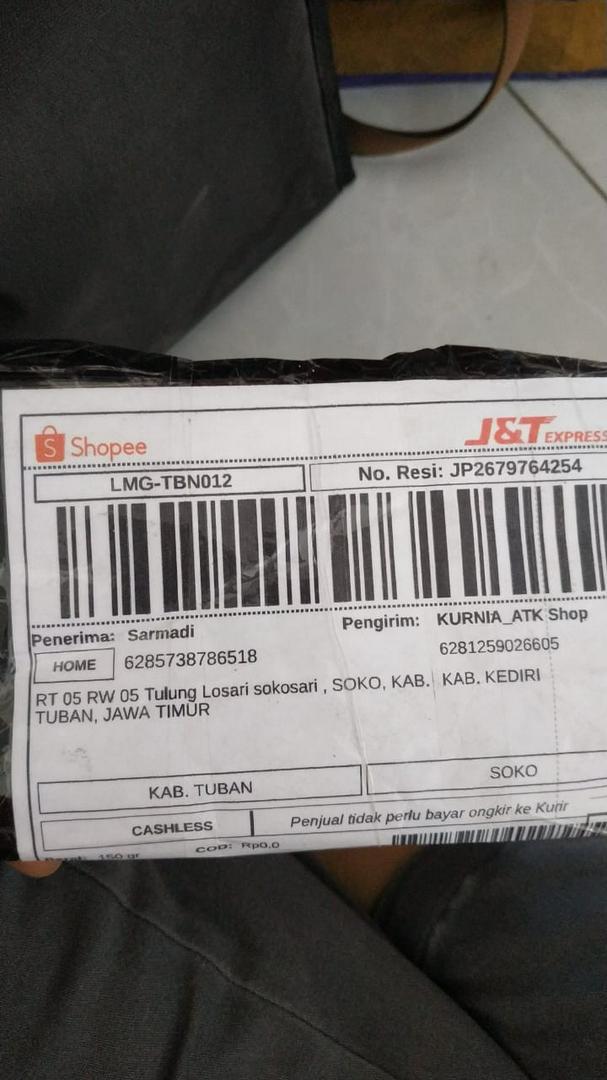 Shopee
J&T EXPRESS
LMG-TBN012
No. Resi: JP2679764254
Penerima: Sarmadi
HOME 6285738786518
RT 05 RW 05 Tulung Losari sokosari , SOKO, KAB.
TUBAN, JAWA TIMUR
Pengirim: KURNIA_ATK Shop
6281259026605
KAB. KEDIRI
KAB. TUBAN
SOKO
CASHLESS
Penjual tidak perlu bayar ongkir ke Kurir
Berat: 150 gr
COD: Rp0.0